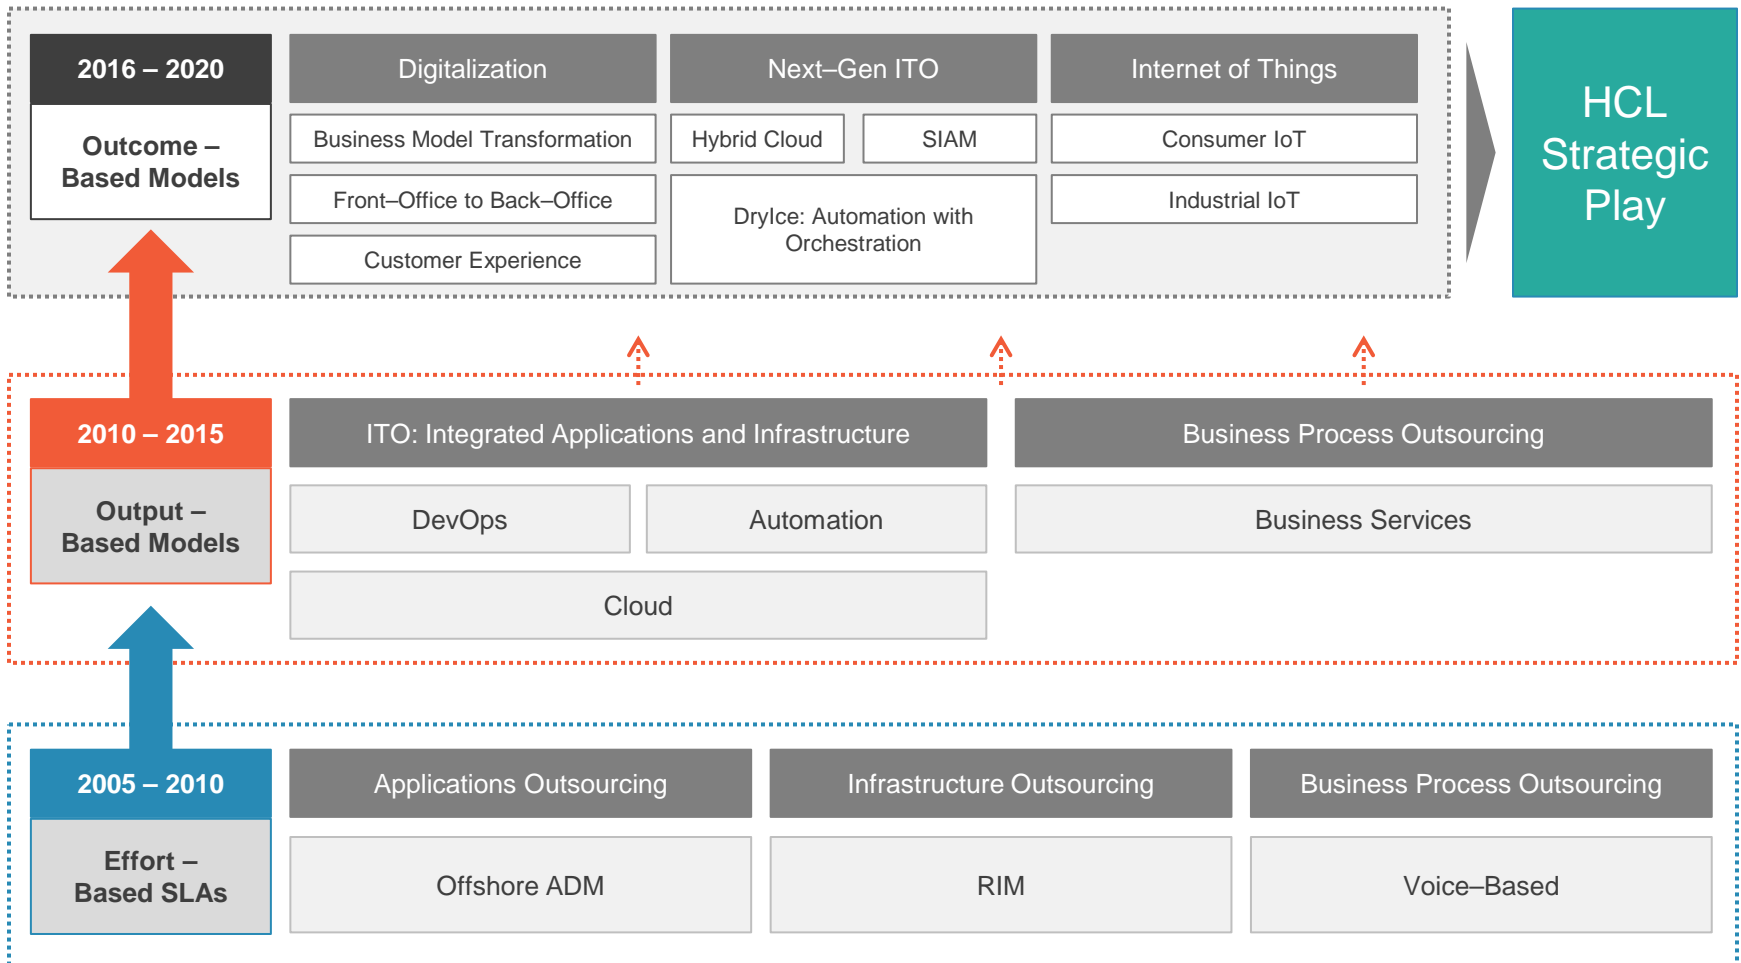 2016 – 2020
Digitalization
Next–Gen ITO
Internet of Things
HCL
Strategic
Play
Outcome –
Based Models
Business Model Transformation
Hybrid Cloud
SIAM
Consumer IoT
Front–Office to Back–Office
DryIce: Automation with
Orchestration
Industrial IoT
Customer Experience
2010 – 2015
ITO: Integrated Applications and Infrastructure
Business Process Outsourcing
Output –
Based Models
DevOps
Automation
Business Services
Cloud
2005 – 2010
Applications Outsourcing
Infrastructure Outsourcing
Business Process Outsourcing
Effort –
Based SLAs
Offshore ADM
RIM
Voice–Based